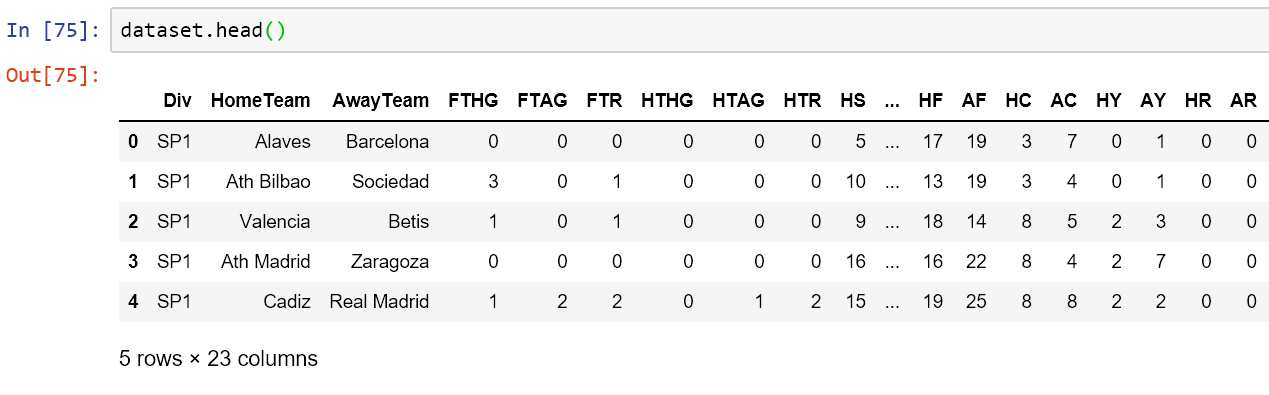 In [75]: dataset.head()
Out[75]:
Div HomeTeam AwayTeam FTHG FTAG FTR HTHG HTAG HTR HS ... HF AF HC AC HY AY HR AR
0 SP1 Alaves Barcelona 0 0 0 0 0 0 5 ... 17 19 3 7 0 1 0 0
1 SP1 Ath Bilbao Sociedad 3 0 1 0 0 0 10 ... 13 19 3 4 0 1 0 0
2 SP1 Valencia Betis 1 0 1 0 0 0 9 ... 18 14 8 5 2 3 0 0
3 SP1 Ath Madrid Zaragoza 0 0 0 0 0 0 16 ... 16 22 8 4 2 7 0 0
4 SP1 Cadiz Real Madrid 1 2 2 0 1 2 15 ... 19 25 8 8 2 2 0 0
5 rows × 23 columns